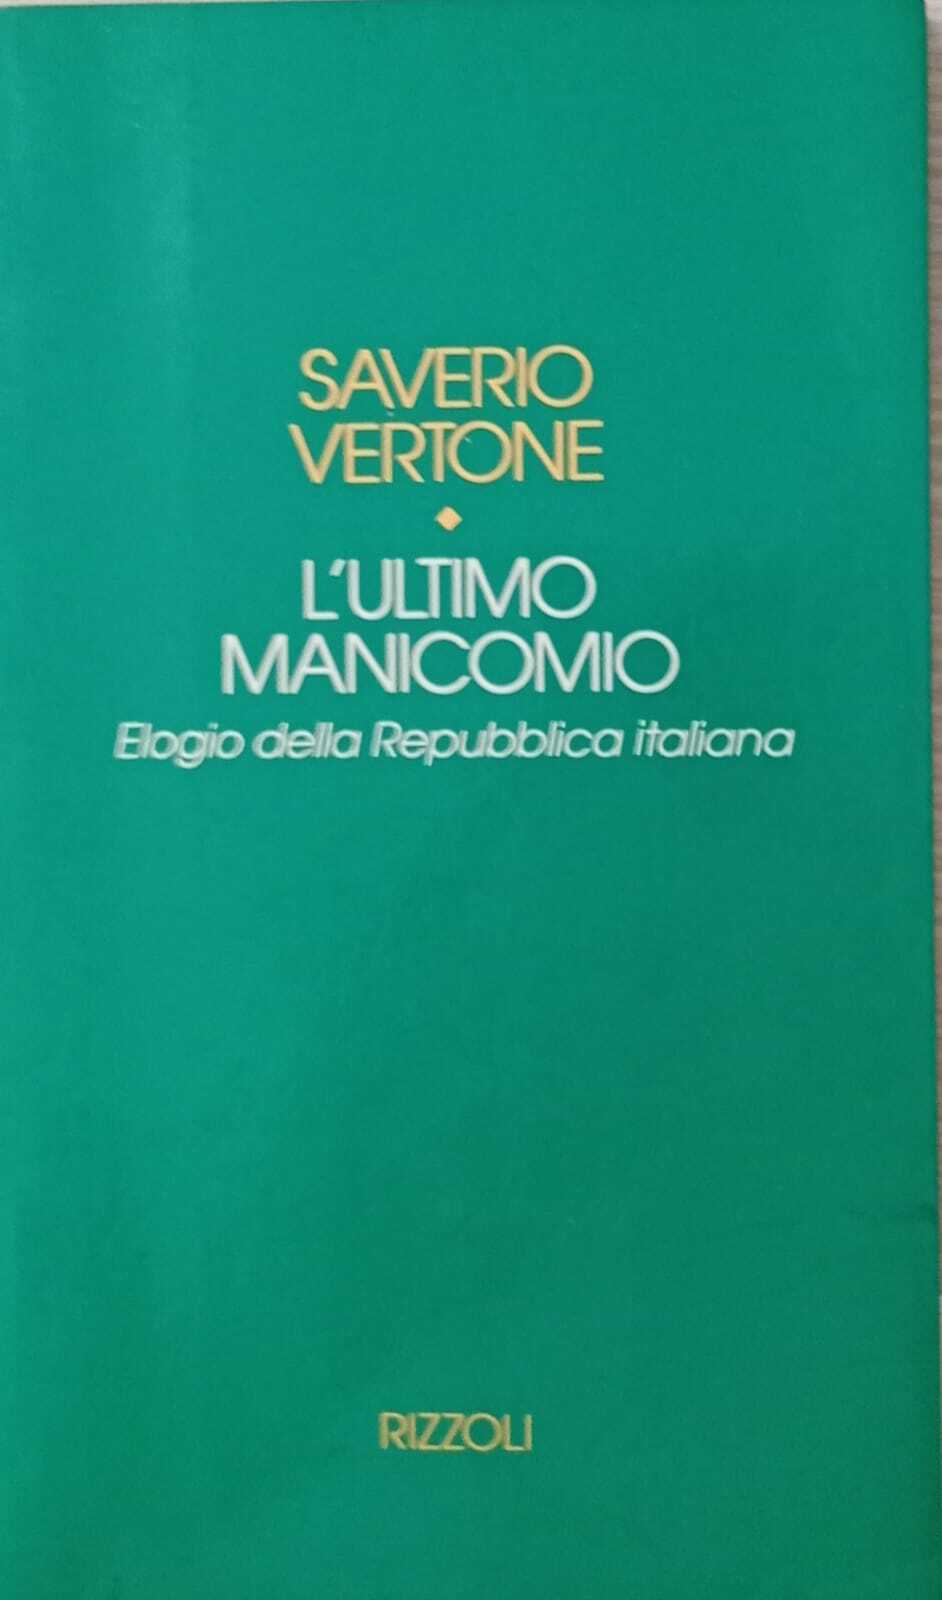 SAVERIO
VERTONE
L'ULTIMO
MANICOMIO
Elogio della Repubblica italiana
RIZZOLI